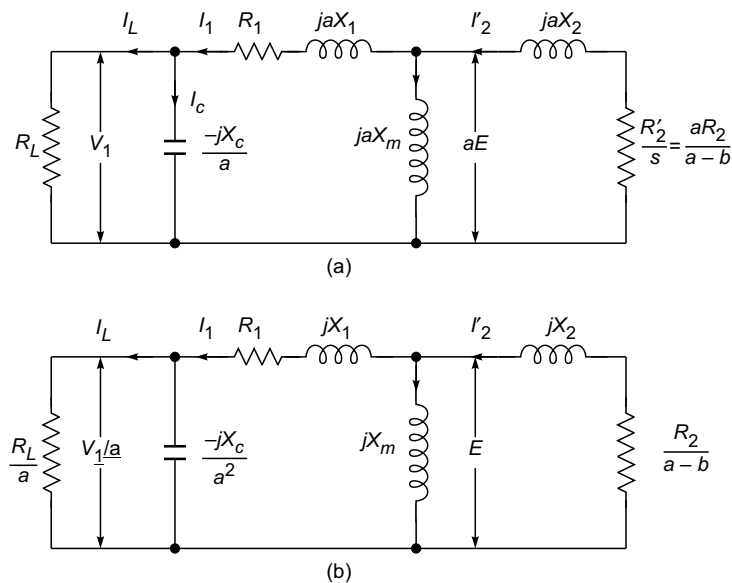 I_L I_1 R_1 jaX_1 I'_2 jaX_2
I_c
R_L V_1 –jX_c/a jaX_m aE R'_2/s = aR_2/(a – b)
(a)
I_L I_1 R_1 jX_1 I'_2 jX_2
R_L/a V_1/a –jX_c/a^2 jX_m E R_2/(a – b)
(b)